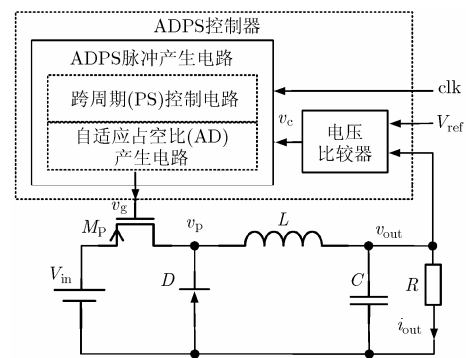 ADPS控制器
ADPS脉冲产生电路
跨周期(PS)控制电路
自适应占空比(AD)
产生电路
clk
v_c
电压
比较器
V_ref
v_g
M_P
v_p
L
v_out
V_in
D
C
R
i_out